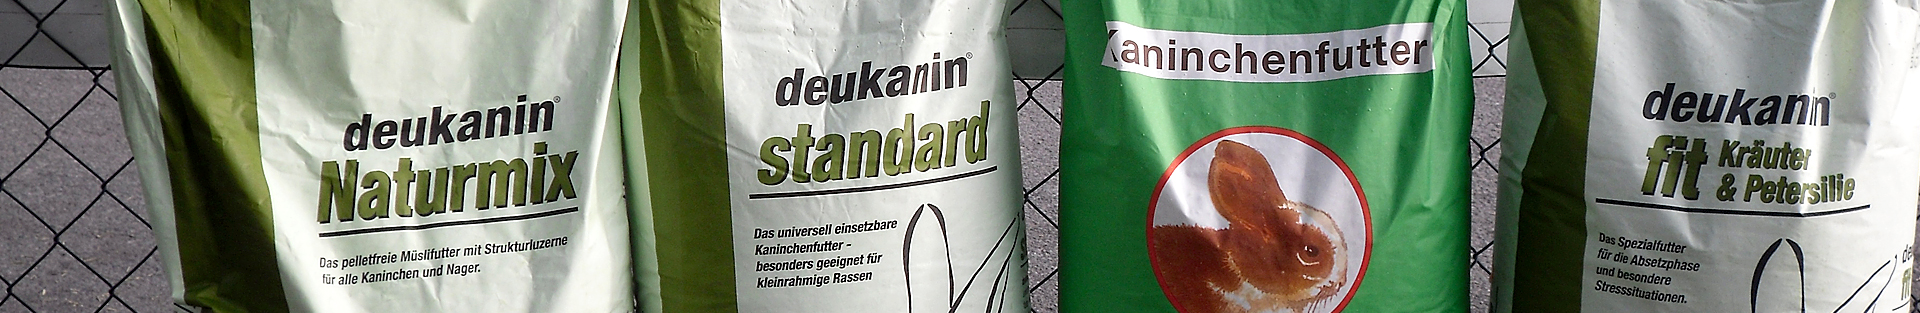 deukanin®
Naturmix
Das pelletfreie Müslifutter mit Strukturluzerne
für alle Kaninchen und Nager.
deukanin®
standard
Das universell einsetzbare
Kaninchenfutter -
besonders geeignet für
kleinrahmige Rassen
Kaninchenfutter
deukanin®
fit Kräuter
& Petersilie
Das Spezialfutter
für die Absetzphase
und besondere
Stresssituationen.